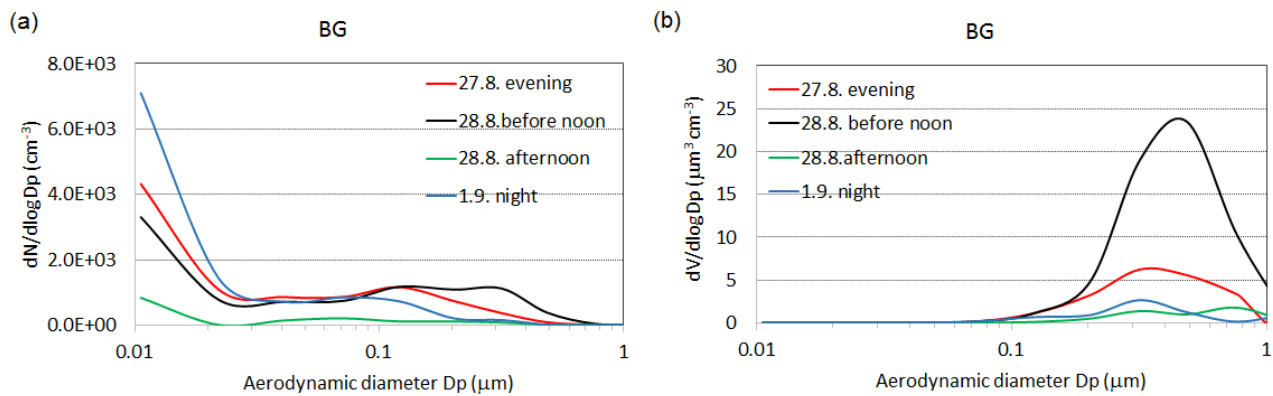 (a)
BG
8.0E+03
6.0E+03
4.0E+03
2.0E+03
0.0E+00
dN/dlogDp (cm⁻³)
27.8. evening
28.8.before noon
28.8. afternoon
1.9. night
0.01
0.1
1
Aerodynamic diameter Dp (μm)
(b)
BG
30
25
20
15
10
5
0
dV/dlogDp (μm³ cm⁻³)
27.8. evening
28.8. before noon
28.8.afternoon
1.9. night
0.01
0.1
1
Aerodynamic diameter Dp (μm)